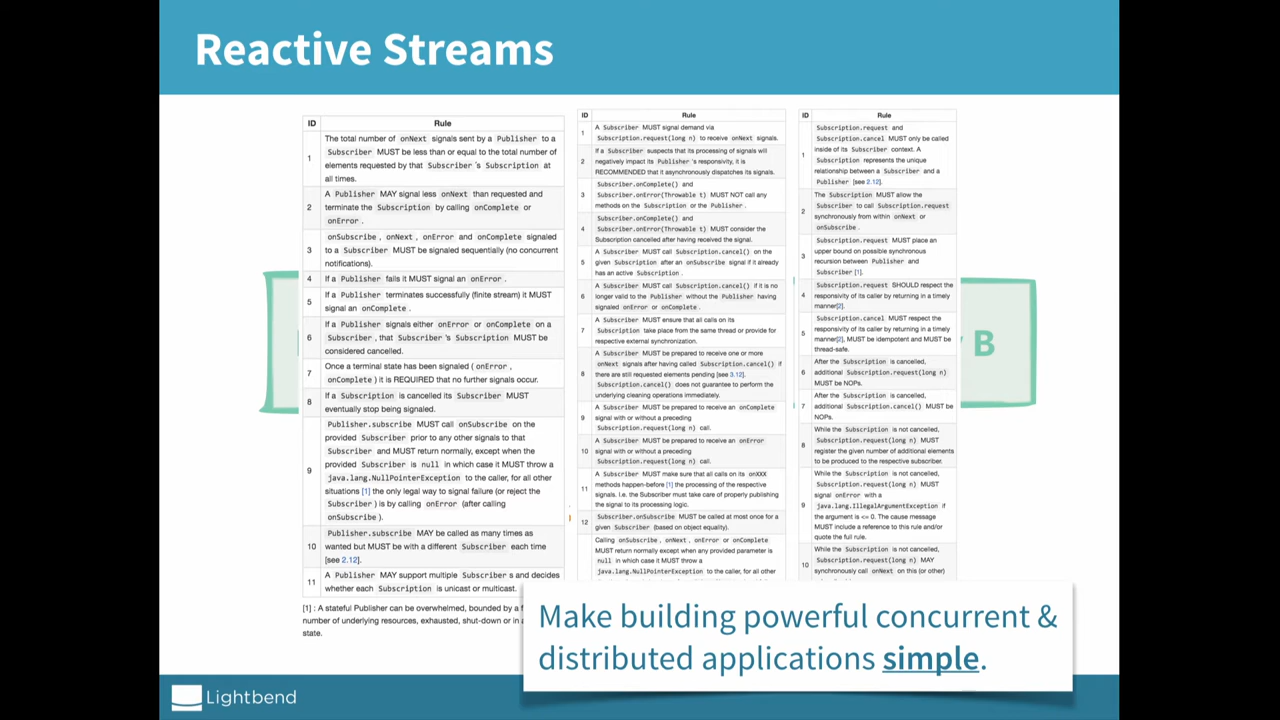 Reactive Streams
ID Rule
1
The total number of onNext signals sent by a Publisher to a
Subscriber MUST be less than or equal to the total number of
elements requested by that Subscriber 's Subscription at
all times.
2
A Publisher MAY signal less onNext than requested and
terminate the Subscription by calling onComplete or
onError .
3
onSubscribe , onNext , onError and onComplete signaled
to a Subscriber MUST be signaled sequentially (no concurrent
notifications).
4 If a Publisher fails it MUST signal an onError .
5
If a Publisher terminates successfully (finite stream) it MUST
signal an onComplete .
6
If a Publisher signals either onError or onComplete on a
Subscriber , that Subscriber 's Subscription MUST be
considered cancelled.
7
Once a terminal state has been signaled ( onError ,
onComplete ) it is REQUIRED that no further signals occur.
8
If a Subscription is cancelled its Subscriber MUST
eventually stop being signaled.
9
Publisher.subscribe MUST call onSubscribe on the
provided Subscriber prior to any other signals to that
Subscriber and MUST return normally, except when the
provided Subscriber is null in which case it MUST throw a
java.lang.NullPointerException to the caller, for all other
situations [1] the only legal way to signal failure (or reject the
Subscriber ) is by calling onError (after calling
onSubscribe ).
10
Publisher.subscribe MAY be called as many times as
wanted but MUST be with a different Subscriber each time
[see 2.12].
11
A Publisher MAY support multiple Subscriber s and decides
whether each Subscription is unicast or multicast.
[1] : A stateful Publisher can be overwhelmed, bounded by a f
number of underlying resources, exhausted, shut-down or in a
state.
ID Rule
1
A Subscriber MUST signal demand via
Subscription.request(long n) to receive onNext signals.
2
If a Subscriber suspects that its processing of signals will
negatively impact its Publisher 's responsivity, it is
RECOMMENDED that it asynchronously dispatches its signals.
3
Subscriber.onComplete() and
Subscriber.onError(Throwable t) MUST NOT call any
methods on the Subscription or the Publisher .
4
Subscriber.onComplete() and
Subscriber.onError(Throwable t) MUST consider the
Subscription cancelled after having received the signal.
5
A Subscriber MUST call Subscription.cancel() on the
given Subscription after an onSubscribe signal if it already
has an active Subscription .
6
A Subscriber MUST call Subscription.cancel() if it is no
longer valid to the Publisher without the Publisher having
signaled onError or onComplete .
7
A Subscriber MUST ensure that all calls on its
Subscription take place from the same thread or provide for
respective external synchronization.
8
A Subscriber MUST be prepared to receive one or more
onNext signals after having called Subscription.cancel() if
there are still requested elements pending [see 3.12].
Subscription.cancel() does not guarantee to perform the
underlying cleaning operations immediately.
9
A Subscriber MUST be prepared to receive an onComplete
signal with or without a preceding
Subscription.request(long n) call.
10
A Subscriber MUST be prepared to receive an onError
signal with or without a preceding
Subscription.request(long n) call.
11
A Subscriber MUST make sure that all calls on its onXXX
methods happen-before [1] the processing of the respective
signals. I.e. the Subscriber must take care of properly publishing
the signal to its processing logic.
12
Subscriber.onSubscribe MUST be called at most once for a
given Subscriber (based on object equality).
Calling onSubscribe , onNext , onError or onComplete
MUST return normally except when any provided parameter is
null in which case it MUST throw a
java.lang.NullPointerException to the caller, for all other
ID Rule
1
Subscription.request and
Subscription.cancel MUST only be called
inside of its Subscriber context. A
Subscription represents the unique
relationship between a Subscriber and a
Publisher [see 2.12].
2
The Subscription MUST allow the
Subscriber to call Subscription.request
synchronously from within onNext or
onSubscribe .
3
Subscription.request MUST place an
upper bound on possible synchronous
recursion between Publisher and
Subscriber [1].
4
Subscription.request SHOULD respect the
responsivity of its caller by returning in a timely
manner[2].
5
Subscription.cancel MUST respect the
responsivity of its caller by returning in a timely
manner[2], MUST be idempotent and MUST be
thread-safe.
6
After the Subscription is cancelled,
additional Subscription.request(long n)
MUST be NOPs.
7
After the Subscription is cancelled,
additional Subscription.cancel() MUST be
NOPs.
8
While the Subscription is not cancelled,
Subscription.request(long n) MUST
register the given number of additional elements
to be produced to the respective subscriber.
9
While the Subscription is not cancelled,
Subscription.request(long n) MUST
signal onError with a
java.lang.IllegalArgumentException if
the argument is <= 0. The cause message
MUST include a reference to this rule and/or
quote the full rule.
10
While the Subscription is not cancelled,
Subscription.request(long n) MAY
synchronously call onNext on this (or other)
B
Make building powerful concurrent &
distributed applications simple.
Lightbend